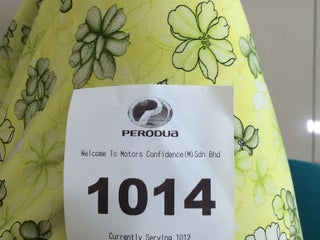 PERODUA
Welcome To Motors Confidence(M)Sdn Bhd
1014
Currently Serving 1012